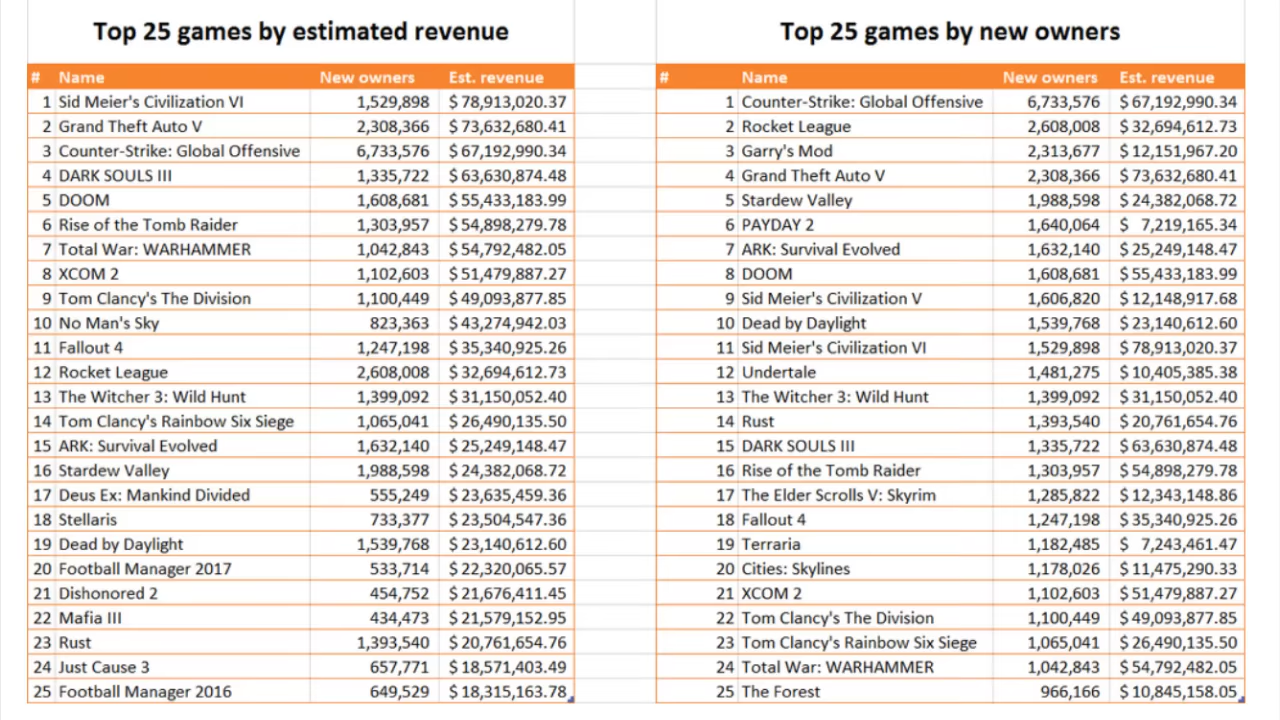 Top 25 games by estimated revenue
# Name New owners Est. revenue
1 Sid Meier's Civilization VI 1,529,898 $ 78,913,020.37
2 Grand Theft Auto V 2,308,366 $ 73,632,680.41
3 Counter-Strike: Global Offensive 6,733,576 $ 67,192,990.34
4 DARK SOULS III 1,335,722 $ 63,630,874.48
5 DOOM 1,608,681 $ 55,433,183.99
6 Rise of the Tomb Raider 1,303,957 $ 54,898,279.78
7 Total War: WARHAMMER 1,042,843 $ 54,792,482.05
8 XCOM 2 1,102,603 $ 51,479,887.27
9 Tom Clancy's The Division 1,100,449 $ 49,093,877.85
10 No Man's Sky 823,363 $ 43,274,942.03
11 Fallout 4 1,247,198 $ 35,340,925.26
12 Rocket League 2,608,008 $ 32,694,612.73
13 The Witcher 3: Wild Hunt 1,399,092 $ 31,150,052.40
14 Tom Clancy's Rainbow Six Siege 1,065,041 $ 26,490,135.50
15 ARK: Survival Evolved 1,632,140 $ 25,249,148.47
16 Stardew Valley 1,988,598 $ 24,382,068.72
17 Deus Ex: Mankind Divided 555,249 $ 23,635,459.36
18 Stellaris 733,377 $ 23,504,547.36
19 Dead by Daylight 1,539,768 $ 23,140,612.60
20 Football Manager 2017 533,714 $ 22,320,065.57
21 Dishonored 2 454,752 $ 21,676,411.45
22 Mafia III 434,473 $ 21,579,152.95
23 Rust 1,393,540 $ 20,761,654.76
24 Just Cause 3 657,771 $ 18,571,403.49
25 Football Manager 2016 649,529 $ 18,315,163.78
Top 25 games by new owners
# Name New owners Est. revenue
1 Counter-Strike: Global Offensive 6,733,576 $ 67,192,990.34
2 Rocket League 2,608,008 $ 32,694,612.73
3 Garry's Mod 2,313,677 $ 12,151,967.20
4 Grand Theft Auto V 2,308,366 $ 73,632,680.41
5 Stardew Valley 1,988,598 $ 24,382,068.72
6 PAYDAY 2 1,640,064 $ 7,219,165.34
7 ARK: Survival Evolved 1,632,140 $ 25,249,148.47
8 DOOM 1,608,681 $ 55,433,183.99
9 Sid Meier's Civilization V 1,606,820 $ 12,148,917.68
10 Dead by Daylight 1,539,768 $ 23,140,612.60
11 Sid Meier's Civilization VI 1,529,898 $ 78,913,020.37
12 Undertale 1,481,275 $ 10,405,385.38
13 The Witcher 3: Wild Hunt 1,399,092 $ 31,150,052.40
14 Rust 1,393,540 $ 20,761,654.76
15 DARK SOULS III 1,335,722 $ 63,630,874.48
16 Rise of the Tomb Raider 1,303,957 $ 54,898,279.78
17 The Elder Scrolls V: Skyrim 1,285,822 $ 12,343,148.86
18 Fallout 4 1,247,198 $ 35,340,925.26
19 Terraria 1,182,485 $ 7,243,461.47
20 Cities: Skylines 1,178,026 $ 11,475,290.33
21 XCOM 2 1,102,603 $ 51,479,887.27
22 Tom Clancy's The Division 1,100,449 $ 49,093,877.85
23 Tom Clancy's Rainbow Six Siege 1,065,041 $ 26,490,135.50
24 Total War: WARHAMMER 1,042,843 $ 54,792,482.05
25 The Forest 966,166 $ 10,845,158.05